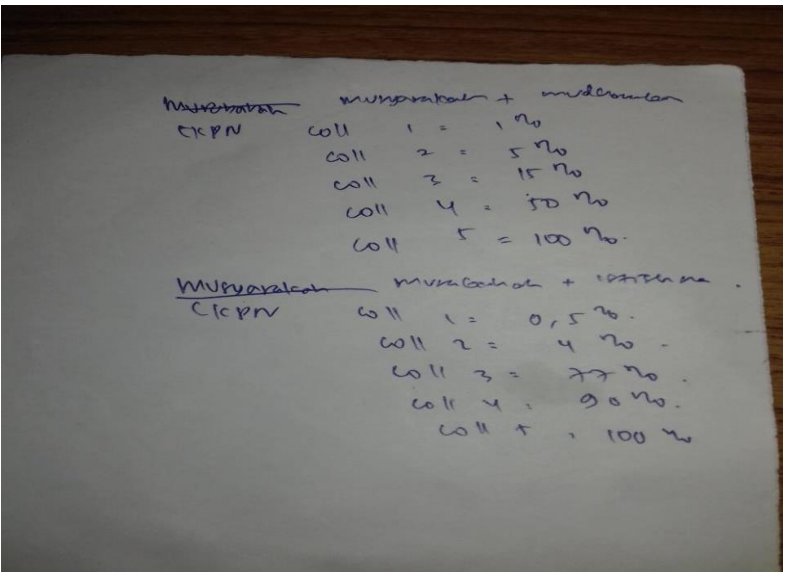 Murabahah musyarakah + mudharabah
CKPN coll 1 = 1 %
coll 2 = 5 %
coll 3 = 15 %
coll 4 = 50 %
coll 5 = 100 %.
Musyarakah murabahah + istishna.
CKPN coll 1 = 0,5 %.
coll 2 = 4 % -
coll 3 = 77 %.
coll 4 = 90 %.
coll 5 = 100 %